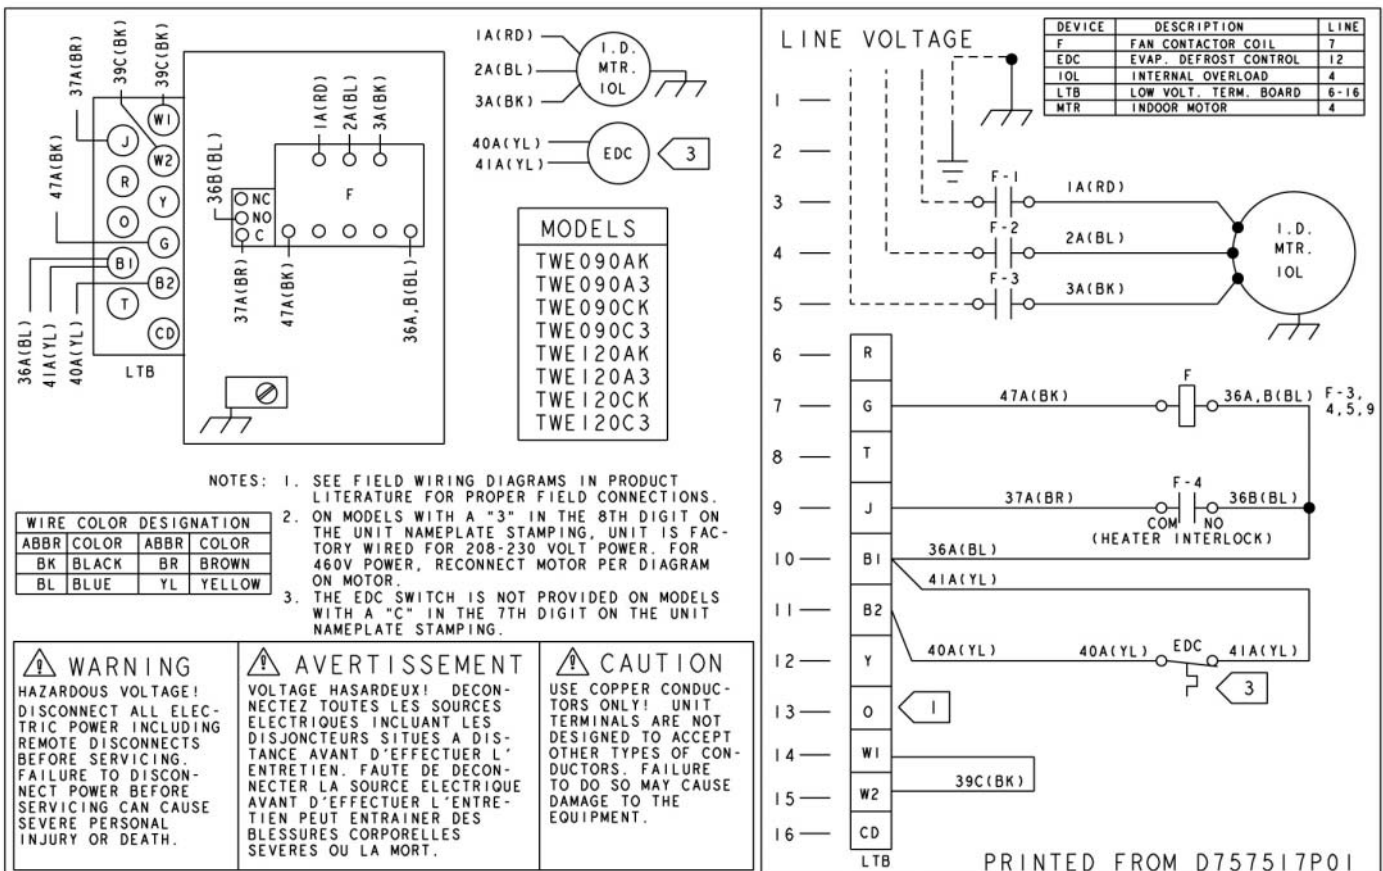 37A(BR)
39C(BK)
39C(BK)
47A(BK)
36A(BL)
41A(YL)
40A(YL)
W1
J
W2
R
Y
O
G
B1
B2
T
CD
LTB
36B(BL)
1A(RD)
2A(BL)
3A(BK)
NC
NO
C
F
37A(BR)
47A(BK)
36A,B(BL)
1A(RD)
2A(BL)
3A(BK)
I.D.
MTR.
IOL
40A(YL)
41A(YL)
EDC
3
MODELS
TWE090AK
TWE090A3
TWE090CK
TWE090C3
TWE120AK
TWE120A3
TWE120CK
TWE120C3
NOTES: 1. SEE FIELD WIRING DIAGRAMS IN PRODUCT
LITERATURE FOR PROPER FIELD CONNECTIONS.
2. ON MODELS WITH A "3" IN THE 8TH DIGIT ON
THE UNIT NAMEPLATE STAMPING, UNIT IS FAC-
TORY WIRED FOR 208-230 VOLT POWER. FOR
460V POWER, RECONNECT MOTOR PER DIAGRAM
ON MOTOR.
3. THE EDC SWITCH IS NOT PROVIDED ON MODELS
WITH A "C" IN THE 7TH DIGIT ON THE UNIT
NAMEPLATE STAMPING.
WIRE COLOR DESIGNATION
ABBR COLOR ABBR COLOR
BK BLACK BR BROWN
BL BLUE YL YELLOW
WARNING
HAZARDOUS VOLTAGE!
DISCONNECT ALL ELEC-
TRIC POWER INCLUDING
REMOTE DISCONNECTS
BEFORE SERVICING.
FAILURE TO DISCON-
NECT POWER BEFORE
SERVICING CAN CAUSE
SEVERE PERSONAL
INJURY OR DEATH.
AVERTISSEMENT
VOLTAGE HASARDEUX! DECON-
NECTEZ TOUTES LES SOURCES
ELECTRIQUES INCLUANT LES
DISJONCTEURS SITUES A DIS-
TANCE AVANT D'EFFECTUER L'
ENTRETIEN. FAUTE DE DECON-
NECTER LA SOURCE ELECTRIQUE
AVANT D'EFFECTUER L'ENTRE-
TIEN PEUT ENTRAINER DES
BLESSURES CORPORELLES
SEVERES OU LA MORT.
CAUTION
USE COPPER CONDUC-
TORS ONLY! UNIT
TERMINALS ARE NOT
DESIGNED TO ACCEPT
OTHER TYPES OF CON-
DUCTORS. FAILURE
TO DO SO MAY CAUSE
DAMAGE TO THE
EQUIPMENT.
LINE VOLTAGE
DEVICE DESCRIPTION LINE
F FAN CONTACTOR COIL 7
EDC EVAP. DEFROST CONTROL 12
IOL INTERNAL OVERLOAD 4
LTB LOW VOLT. TERM. BOARD 6-16
MTR INDOOR MOTOR 4
1
2
3 F-1 1A(RD)
4 F-2 2A(BL)
5 F-3 3A(BK)
I.D.
MTR.
IOL
6 R
7 G 47A(BK) F 36A,B(BL) F-3,
4,5,9
8 T
9 J 37A(BR) F-4 36B(BL)
COM NO
(HEATER INTERLOCK)
10 B1 36A(BL)
41A(YL)
11 B2
12 Y 40A(YL) 40A(YL) EDC 41A(YL)
3
13 O 1
14 W1
39C(BK)
15 W2
16 CD
LTB
PRINTED FROM D757517P01